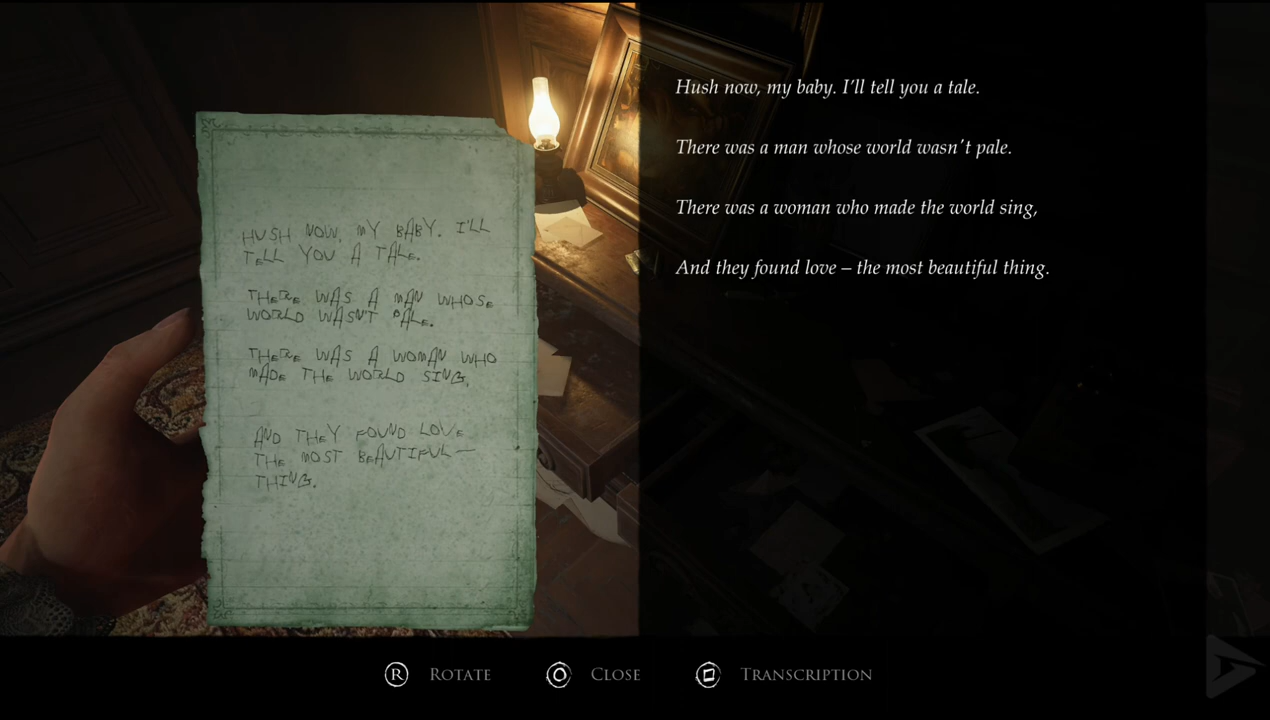 HUSH NOW, MY BABY. I'LL
TELL YOU A TALE.
THERE WAS A MAN WHOSE
WORLD WASN'T PALE.
THERE WAS A WOMAN WHO
MADE THE WORLD SING,
AND THEY FOUND LOVE
THE MOST BEAUTIFUL —
THING.
Hush now, my baby. I'll tell you a tale.
There was a man whose world wasn't pale.
There was a woman who made the world sing,
And they found love – the most beautiful thing.
R ROTATE CLOSE TRANSCRIPTION